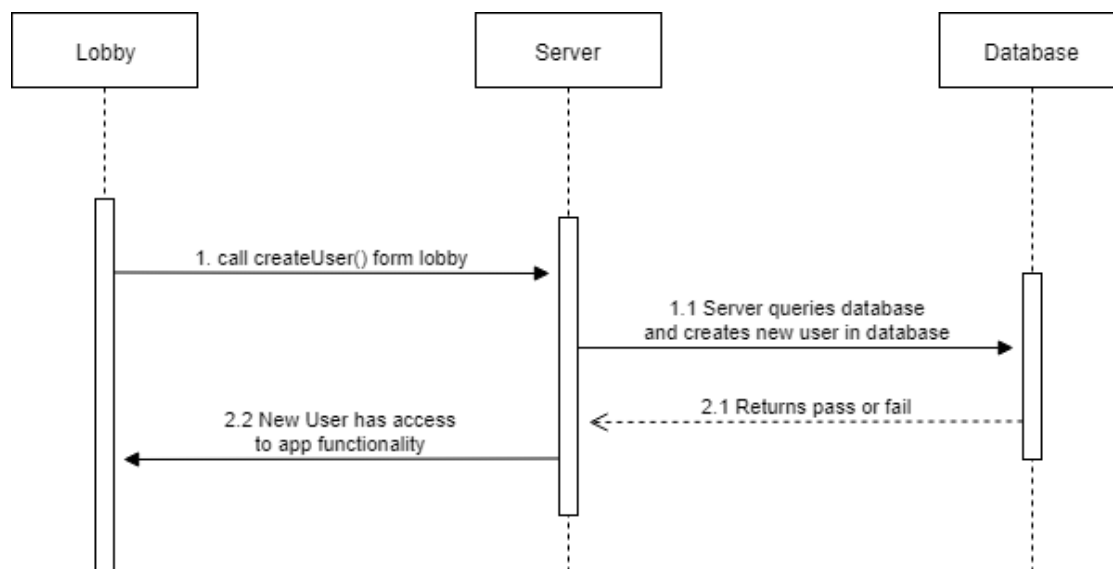 Lobby
Server
Database
1. call createUser() form lobby
1.1 Server queries database
and creates new user in database
2.1 Returns pass or fail
2.2 New User has access
to app functionality